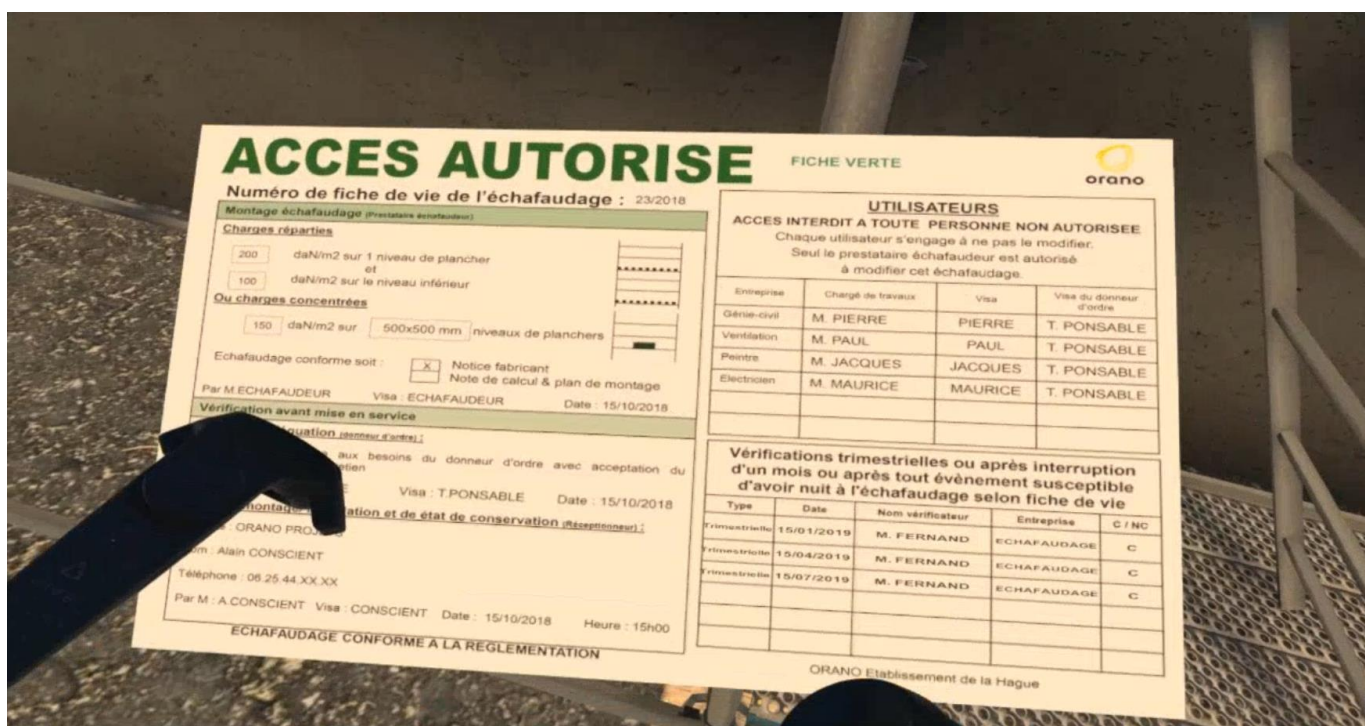 ACCES AUTORISE
FICHE VERTE
orano
Numéro de fiche de vie de l'échafaudage : 23/2018
Montage échafaudage (Prestataire échafaudeur)
Charges réparties
200 daN/m2 sur 1 niveau de plancher
et
100 daN/m2 sur le niveau inférieur
Ou charges concentrées
150 daN/m2 sur 500x500 mm niveaux de planchers
Echafaudage conforme soit : X Notice fabricant
Note de calcul & plan de montage
Par M.ECHAFAUDEUR Visa : ECHAFAUDEUR Date : 15/10/2018
Vérification avant mise en service
(donneur d'ordre) :
aux besoins du donneur d'ordre avec acceptation du
Visa : T.PONSABLE Date : 15/10/2018
et de état de conservation (Réceptionneur) :
: ORANO
: Alain CONSCIENT
Téléphone : 06.25.44.XX.XX
Par M : A.CONSCIENT Visa : CONSCIENT Date : 15/10/2018 Heure : 15h00
ECHAFAUDAGE CONFORME A LA REGLEMENTATION
UTILISATEURS
ACCES INTERDIT A TOUTE PERSONNE NON AUTORISEE
Chaque utilisateur s'engage à ne pas le modifier.
Seul le prestataire échafaudeur est autorisé
à modifier cet échafaudage.
Entreprise Chargé de travaux Visa Visa du donneur
d'ordre
Génie-civil M. PIERRE PIERRE T. PONSABLE
Ventilation M. PAUL PAUL T. PONSABLE
Peintre M. JACQUES JACQUES T. PONSABLE
Electricien M. MAURICE MAURICE T. PONSABLE
Vérifications trimestrielles ou après interruption
d'un mois ou après tout évènement susceptible
d'avoir nuit à l'échafaudage selon fiche de vie
Type Date Nom vérificateur Entreprise C / NC
Trimestrielle 15/01/2019 M. FERNAND ECHAFAUDAGE C
Trimestrielle 15/04/2019 M. FERNAND ECHAFAUDAGE C
Trimestrielle 15/07/2019 M. FERNAND ECHAFAUDAGE C
ORANO Etablissement de la Hague